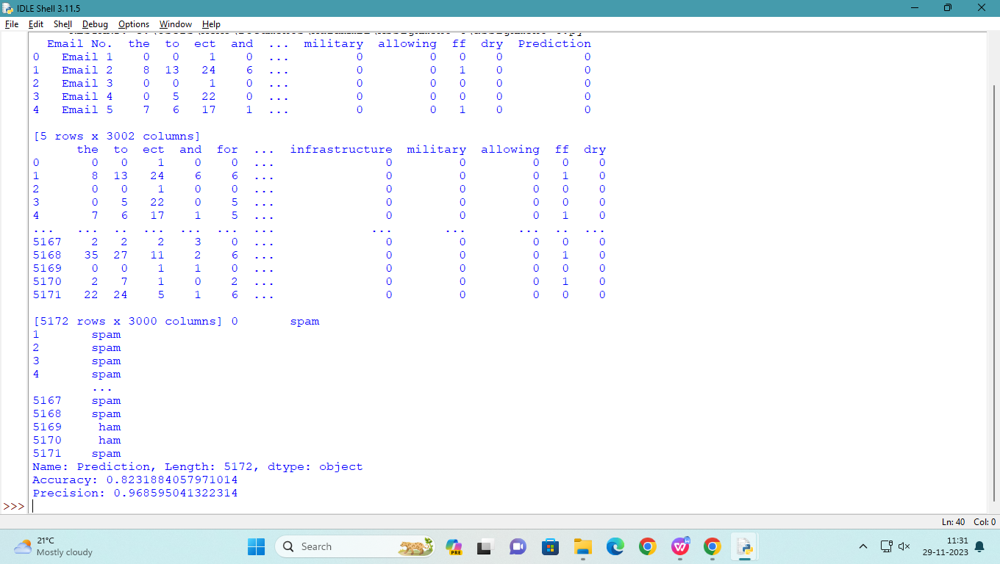 IDLE Shell 3.11.5
File Edit Shell Debug Options Window Help
Email No. the to ect and ... military allowing ff dry Prediction
0 Email 1 0 0 1 0 ... 0 0 0 0 0
1 Email 2 8 13 24 6 ... 0 0 1 0 0
2 Email 3 0 0 1 0 ... 0 0 0 0 0
3 Email 4 0 5 22 0 ... 0 0 0 0 0
4 Email 5 7 6 17 1 ... 0 0 1 0 0
[5 rows x 3002 columns]
the to ect and for ... infrastructure military allowing ff dry
0 0 0 1 0 0 ... 0 0 0 0 0
1 8 13 24 6 6 ... 0 0 0 1 0
2 0 0 1 0 0 ... 0 0 0 0 0
3 0 5 22 0 5 ... 0 0 0 0 0
4 7 6 17 1 5 ... 0 0 0 1 0
... ... .. ... ... ... ... ... ... ... .. ...
5167 2 2 2 3 0 ... 0 0 0 0 0
5168 35 27 11 2 6 ... 0 0 0 1 0
5169 0 0 1 1 0 ... 0 0 0 0 0
5170 2 7 1 0 2 ... 0 0 0 1 0
5171 22 24 5 1 6 ... 0 0 0 0 0
[5172 rows x 3000 columns] 0 spam
1 spam
2 spam
3 spam
4 spam
...
5167 spam
5168 spam
5169 ham
5170 ham
5171 spam
Name: Prediction, Length: 5172, dtype: object
Accuracy: 0.8231884057971014
Precision: 0.968595041322314
>>>
Ln: 40 Col: 0
21°C
Mostly cloudy
Search
PRE
11:31
29-11-2023